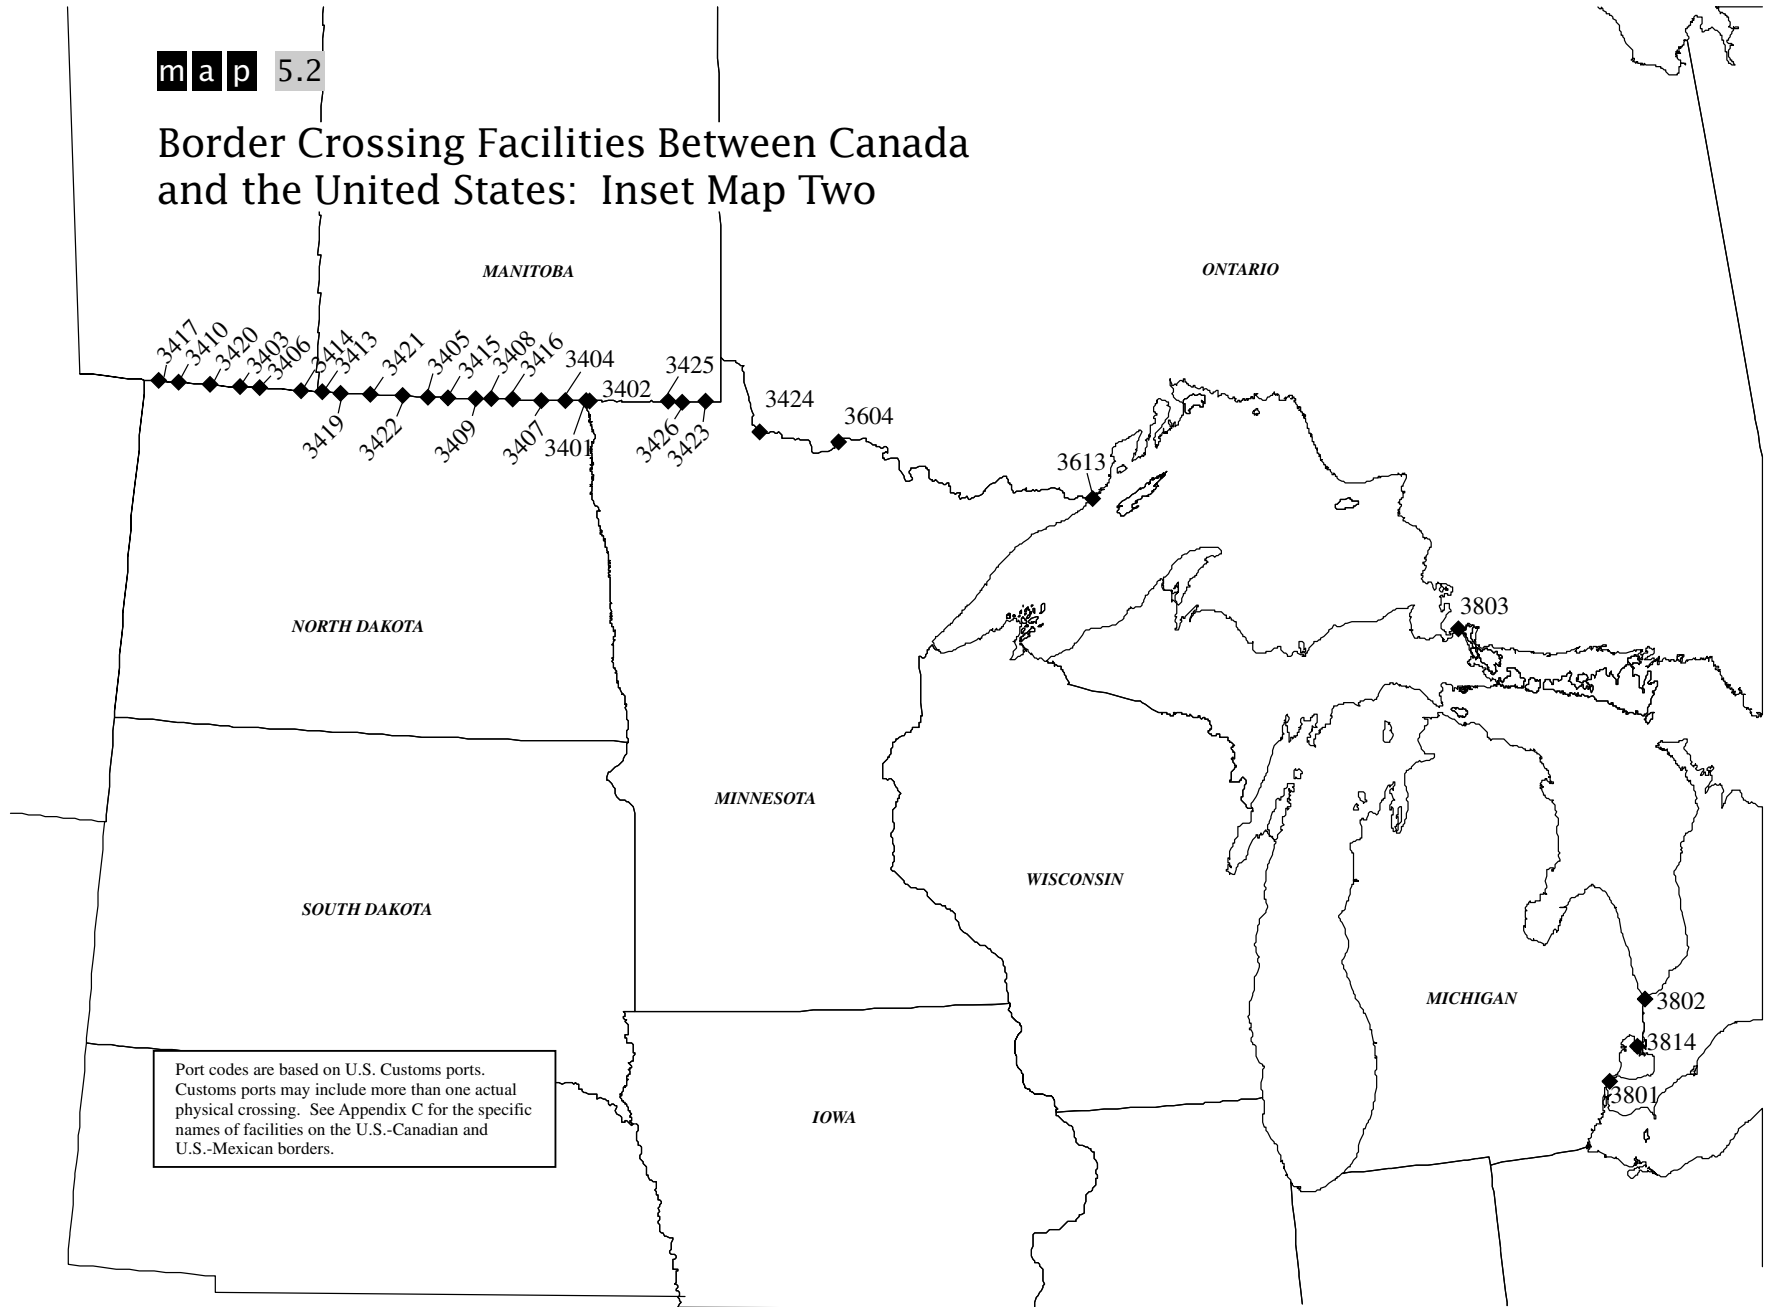 map 5.2
Border Crossing Facilities Between Canada
and the United States:  Inset Map Two
MANITOBA
ONTARIO
3417
3410
3420
3403
3406
3414
3413
3421
3405
3415
3408
3416
3404
3402
3425
3419
3422
3409
3407
3401
3426
3423
3424
3604
3613
3803
NORTH DAKOTA
MINNESOTA
WISCONSIN
SOUTH DAKOTA
MICHIGAN
3802
3814
3801
IOWA
Port codes are based on U.S. Customs ports.
Customs ports may include more than one actual
physical crossing.  See Appendix C for the specific
names of facilities on the U.S.-Canadian and
U.S.-Mexican borders.